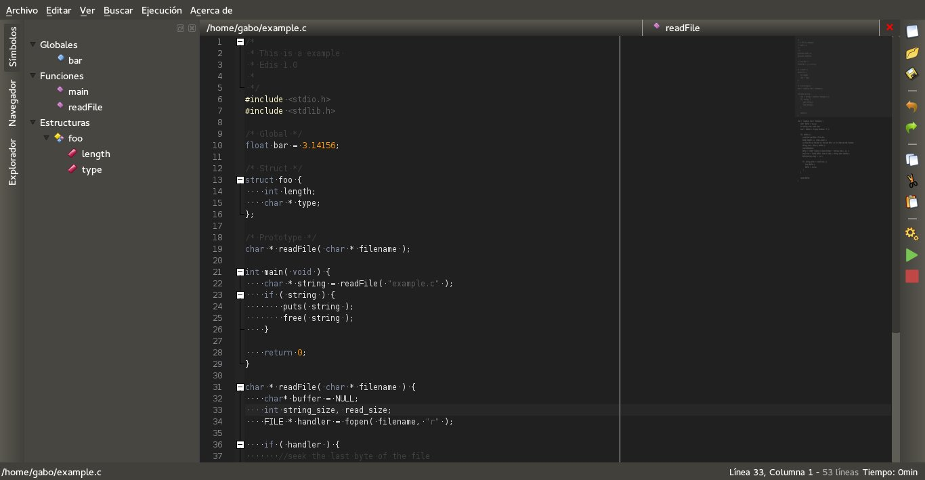 Archivo Editar Ver Buscar Ejecución Acerca de
/home/gabo/example.c
readFile
Símbolos
Navegador
Explorador
Globales
bar
Funciones
main
readFile
Estructuras
foo
length
type
1 /*
2 * This is a example
3 * Edis 1.0
4 *
5 */
6 #include <stdio.h>
7 #include <stdlib.h>
8
9 /* Global */
10 float bar = 3.14156;
11
12 /* Struct */
13 struct foo {
14 int length;
15 char * type;
16 };
17
18 /* Prototype */
19 char * readFile( char * filename );
20
21 int main( void ) {
22 char * string = readFile( "example.c" );
23 if ( string ) {
24 puts( string );
25 free( string );
26 }
27
28 return 0;
29 }
30
31 char * readFile( char * filename ) {
32 char* buffer = NULL;
33 int string_size, read_size;
34 FILE * handler = fopen( filename, "r" );
35
36 if ( handler ) {
37 //seek the last byte of the file
/home/gabo/example.c
Línea 33, Columna 1 - 53 líneas Tiempo: 0min